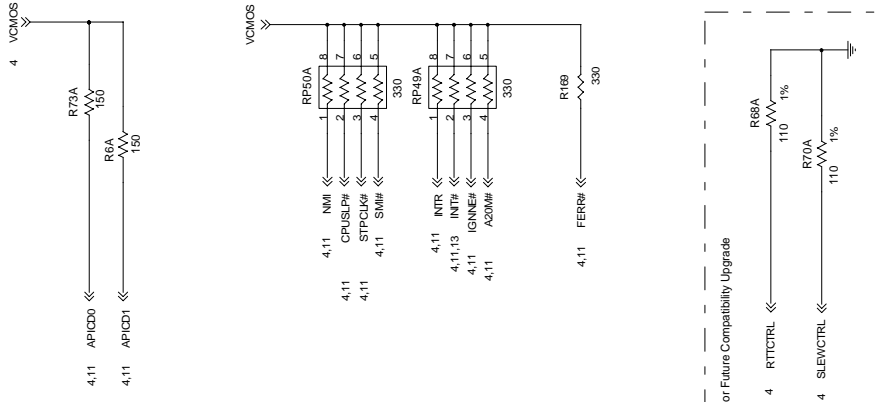 4 VCMOS
R73A
150
R6A
150
4,11 APICD0
4,11 APICD1
VCMOS
RP50A
8
7
6
5
330
1
2
3
4
4,11 NMI
4,11 CPUSLP#
4,11 STPCLK#
4,11 SMI#
RP49A
8
7
6
5
330
1
2
3
4
4,11 INTR
4,11,13 INIT#
4,11 IGNNE#
4,11 A20M#
R169
330
4,11 FERR#
or Future Compatibility Upgrade
R68A
1%
110
R70A
1%
110
4 RTTCTRL
4 SLEWCTRL